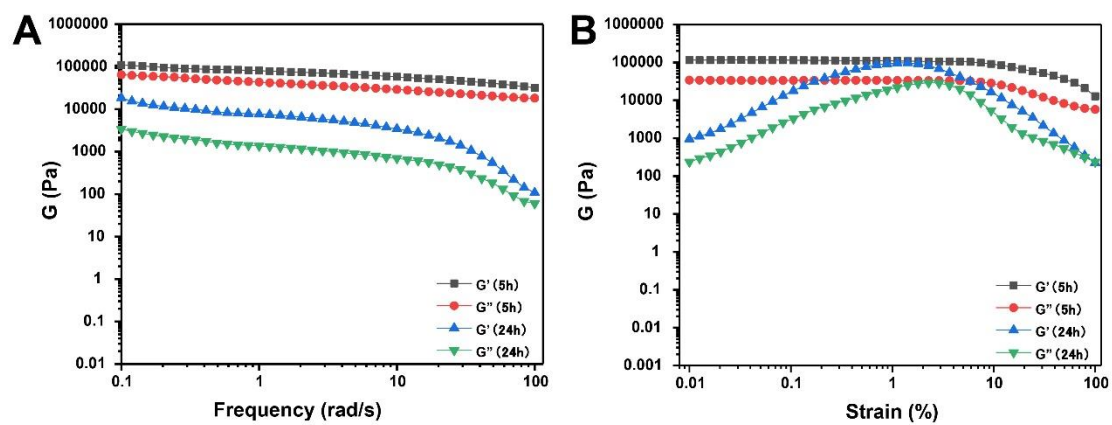 A
1000000
100000
10000
1000
100
10
1
0.1
0.01
G (Pa)
0.1
1
10
100
Frequency (rad/s)
G' (5h)
G" (5h)
G' (24h)
G" (24h)
B
1000000
100000
10000
1000
100
10
1
0.1
0.01
0.001
G (Pa)
0.01
0.1
1
10
100
Strain (%)
G' (5h)
G" (5h)
G' (24h)
G" (24h)